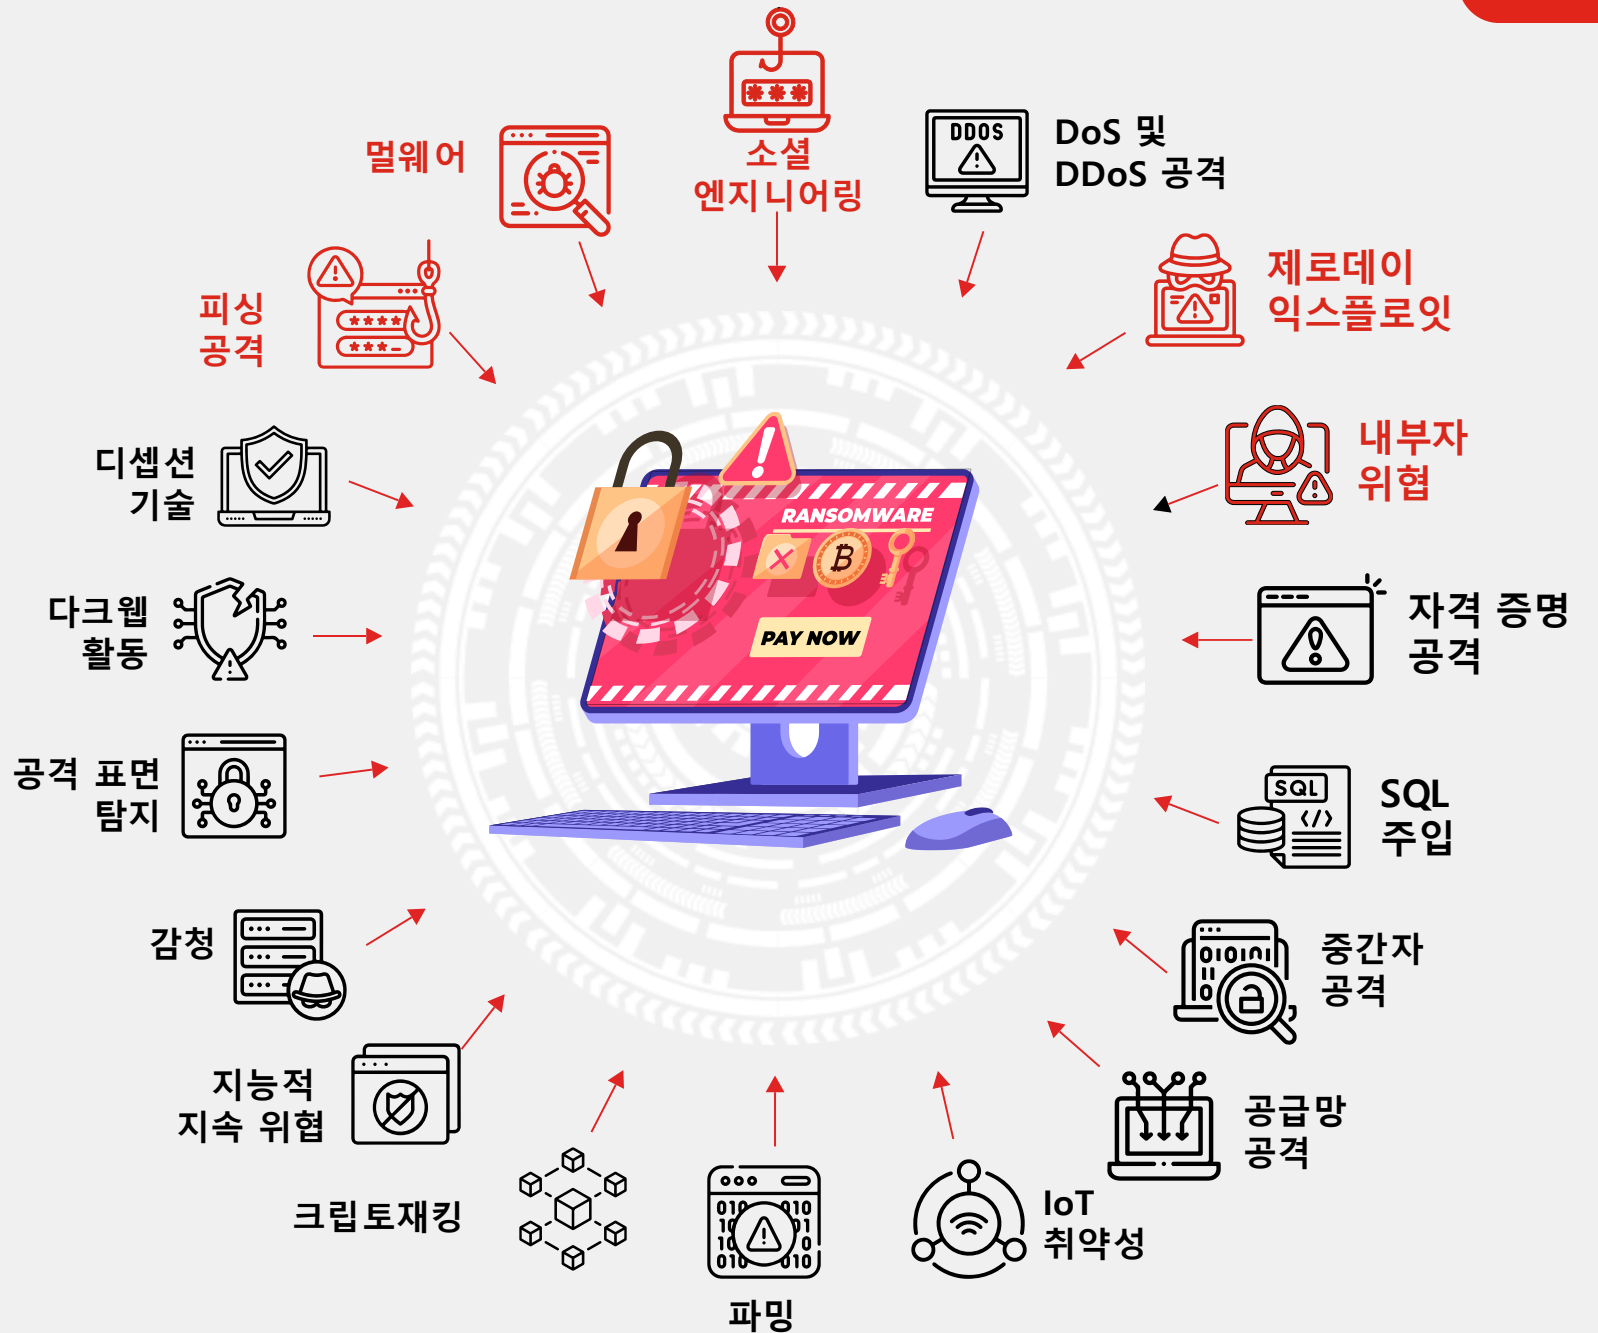 소셜
엔지니어링
멀웨어
DDOS
DoS 및
DDoS 공격
피싱
공격
제로데이
익스플로잇
디셉션
기술
내부자
위협
RANSOMWARE
PAY NOW
다크웹
활동
자격 증명
공격
공격 표면
탐지
SQL
</>
SQL
주입
감청
010101
중간자
공격
지능적
지속 위협
공급망
공격
크립토재킹
IoT
취약성
파밍